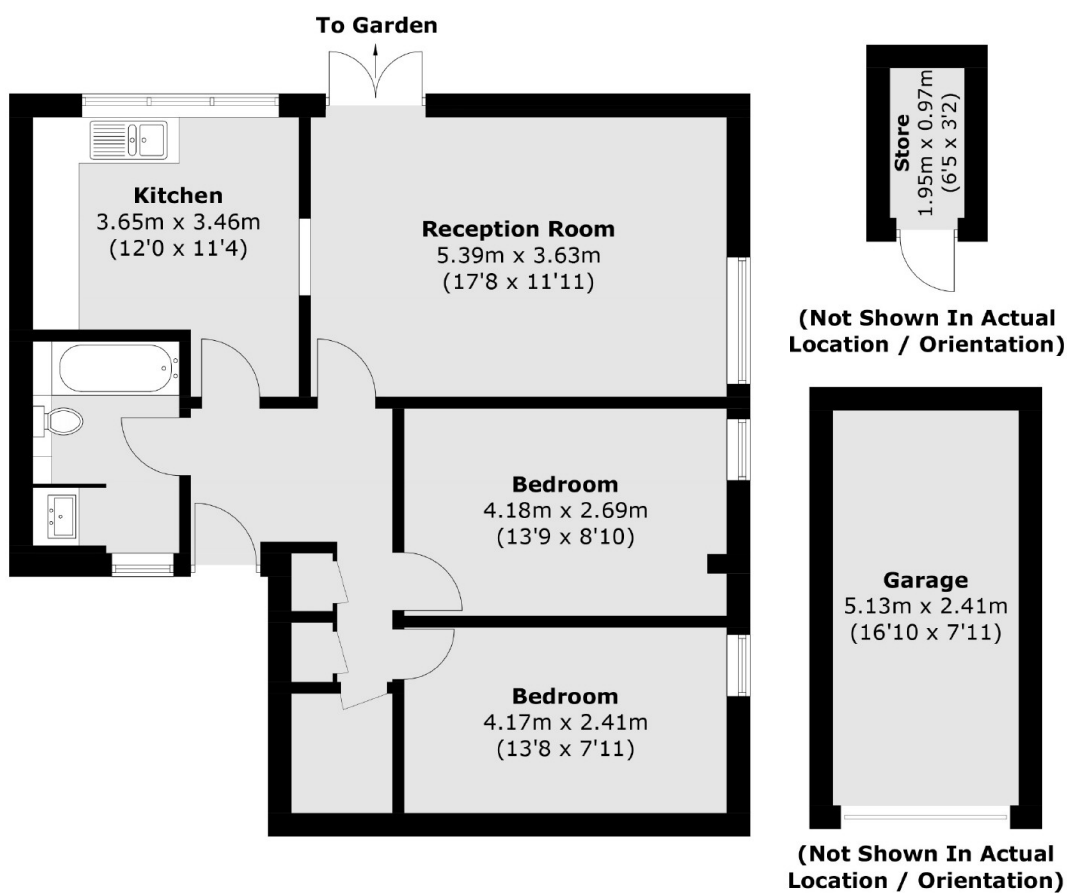 To Garden
Kitchen
3.65m x 3.46m
(12'0 x 11'4)
Reception Room
5.39m x 3.63m
(17'8 x 11'11)
Store
1.95m x 0.97m
(6'5 x 3'2)
(Not Shown In Actual
Location / Orientation)
Bedroom
4.18m x 2.69m
(13'9 x 8'10)
Bedroom
4.17m x 2.41m
(13'8 x 7'11)
Garage
5.13m x 2.41m
(16'10 x 7'11)
(Not Shown In Actual
Location / Orientation)